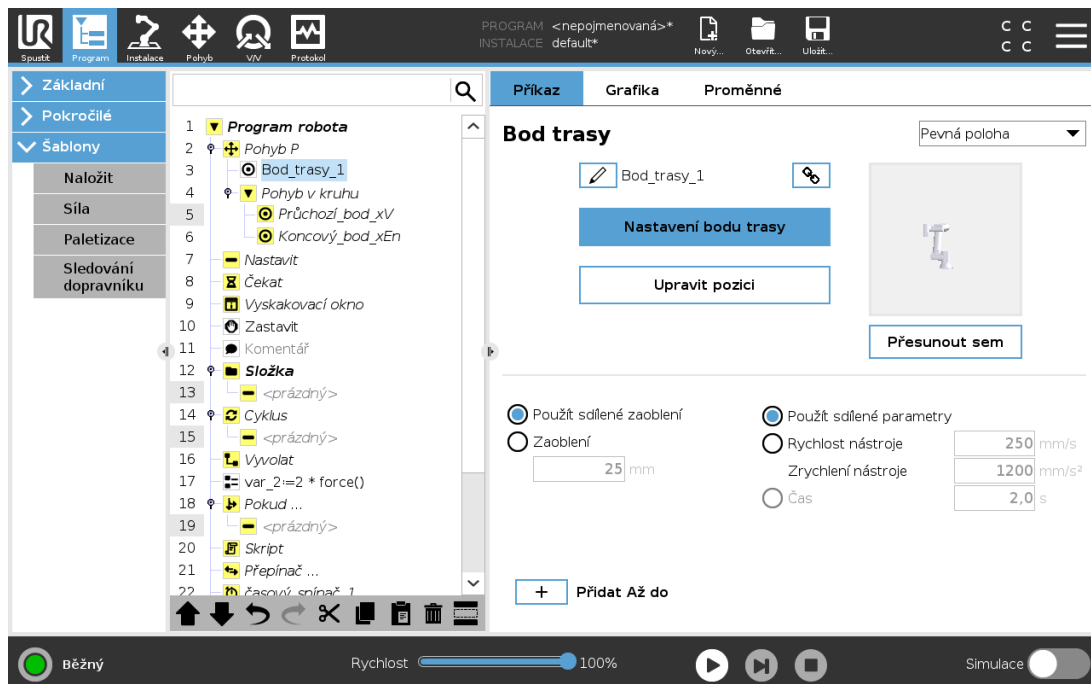 PROGRAM <nepojmenovaná>*
INSTALACE default*
UR
Spustit
Program
Instalace
Pohyb
V/V
Protokol
Nový...
Otevřít...
Uložit...
C C
C C
Základní
Pokročilé
Šablony
Naložit
Síla
Paletizace
Sledování
dopravníku
1 Program robota
2 Pohyb P
3 Bod_trasy_1
4 Pohyb v kruhu
5 Průchozí_bod_xV
6 Koncový_bod_xEn
7 Nastavit
8 Čekat
9 Vyskakovací okno
10 Zastavit
11 Komentář
12 Složka
13 <prázdný>
14 Cyklus
15 <prázdný>
16 Vyvolat
17 var_2:=2 * force()
18 Pokud ...
19 <prázdný>
20 Skript
21 Přepínač ...
22 časový_spínač_1
Příkaz
Grafika
Proměnné
Bod trasy
Pevná poloha
Bod_trasy_1
Nastavení bodu trasy
Upravit pozici
Přesunout sem
Použít sdílené zaoblení
Zaoblení
25 mm
Použít sdílené parametry
Rychlost nástroje 250 mm/s
Zrychlení nástroje 1200 mm/s²
Čas 2,0 s
+ Přidat Až do
Běžný
Rychlost 100%
Simulace